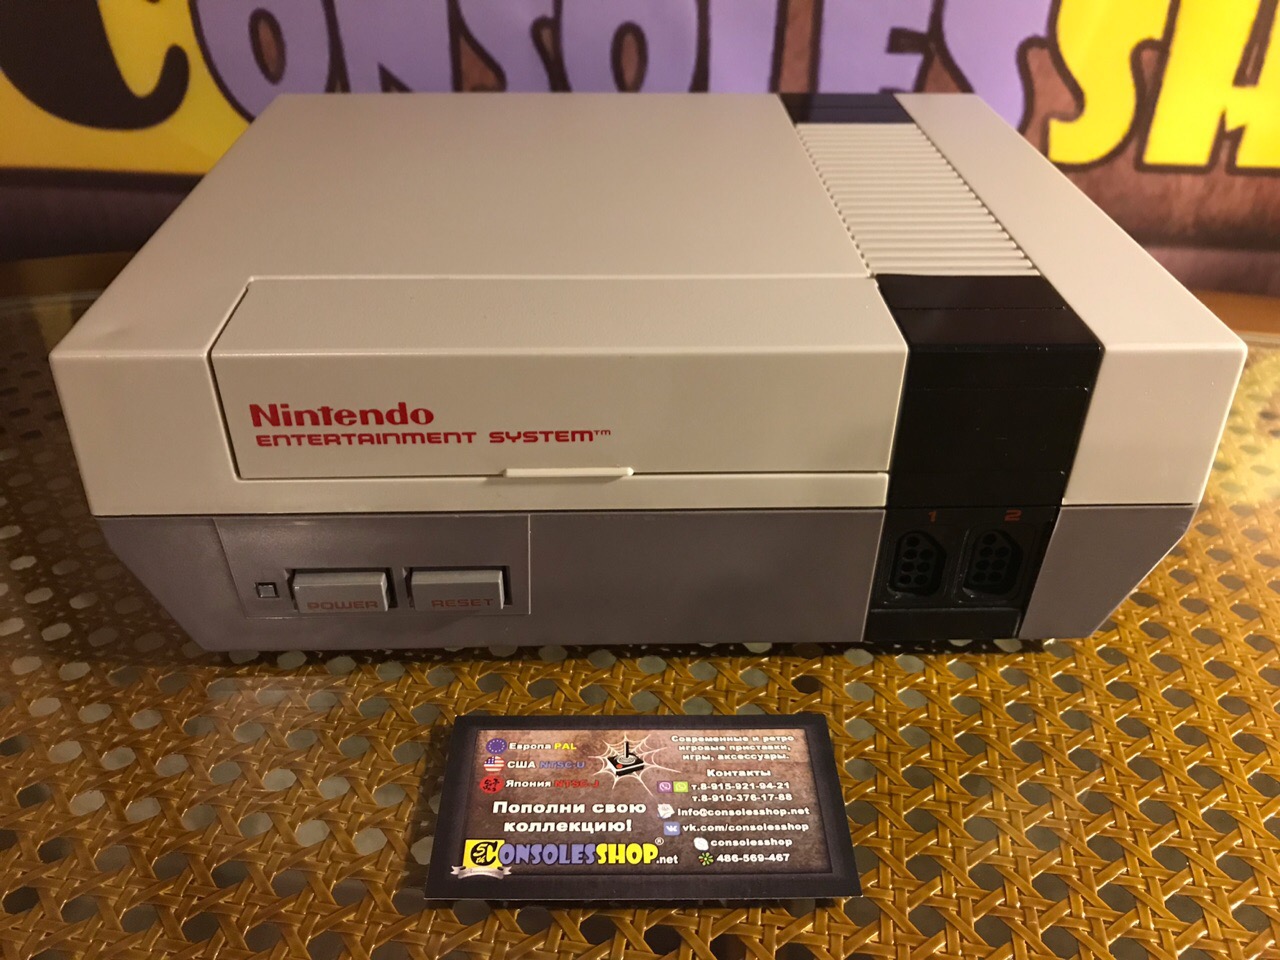 CONSOLESSH
Nintendo
ENTERTAINMENT SYSTEM™
1 2
POWER RESET
Европа PAL
США NTSC-U
Япония NTSC-J
Пополни свою
коллекцию!
CONSOLESSHOP®.net
Современные и ретро
игровые приставки,
игры, аксессуары.
Контакты
т.8-915-921-94-21
т.8-910-376-17-88
info@consolesshop.net
vk.com/consolesshop
consolesshop
486-569-467